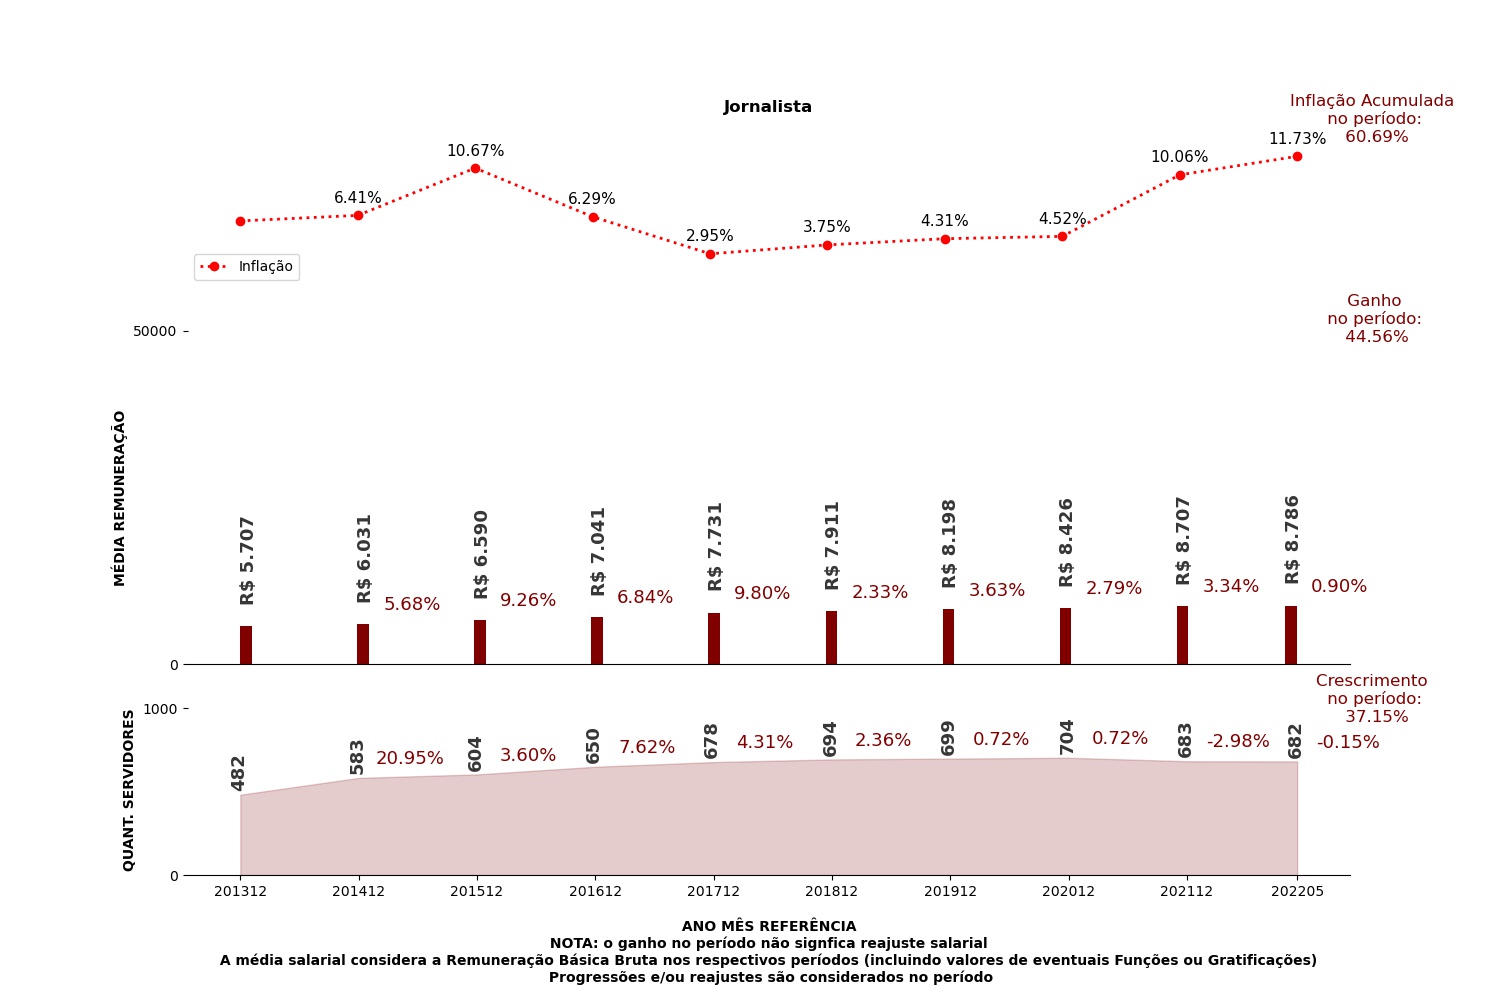 Jornalista
Inflação Acumulada
no período:
60.69%
6.41%
10.67%
6.29%
2.95%
3.75%
4.31%
4.52%
10.06%
11.73%
Inflação
Ganho
no período:
44.56%
50000
0
MÉDIA REMUNERAÇÃO
R$ 5.707
R$ 6.031
R$ 6.590
R$ 7.041
R$ 7.731
R$ 7.911
R$ 8.198
R$ 8.426
R$ 8.707
R$ 8.786
5.68%
9.26%
6.84%
9.80%
2.33%
3.63%
2.79%
3.34%
0.90%
Crescrimento
no período:
37.15%
1000
0
QUANT. SERVIDORES
482
583
604
650
678
694
699
704
683
682
20.95%
3.60%
7.62%
4.31%
2.36%
0.72%
0.72%
-2.98%
-0.15%
201312
201412
201512
201612
201712
201812
201912
202012
202112
202205
ANO MÊS REFERÊNCIA
NOTA: o ganho no período não signfica reajuste salarial
A média salarial considera a Remuneração Básica Bruta nos respectivos períodos (incluindo valores de eventuais Funções ou Gratificações)
Progressões e/ou reajustes são considerados no período